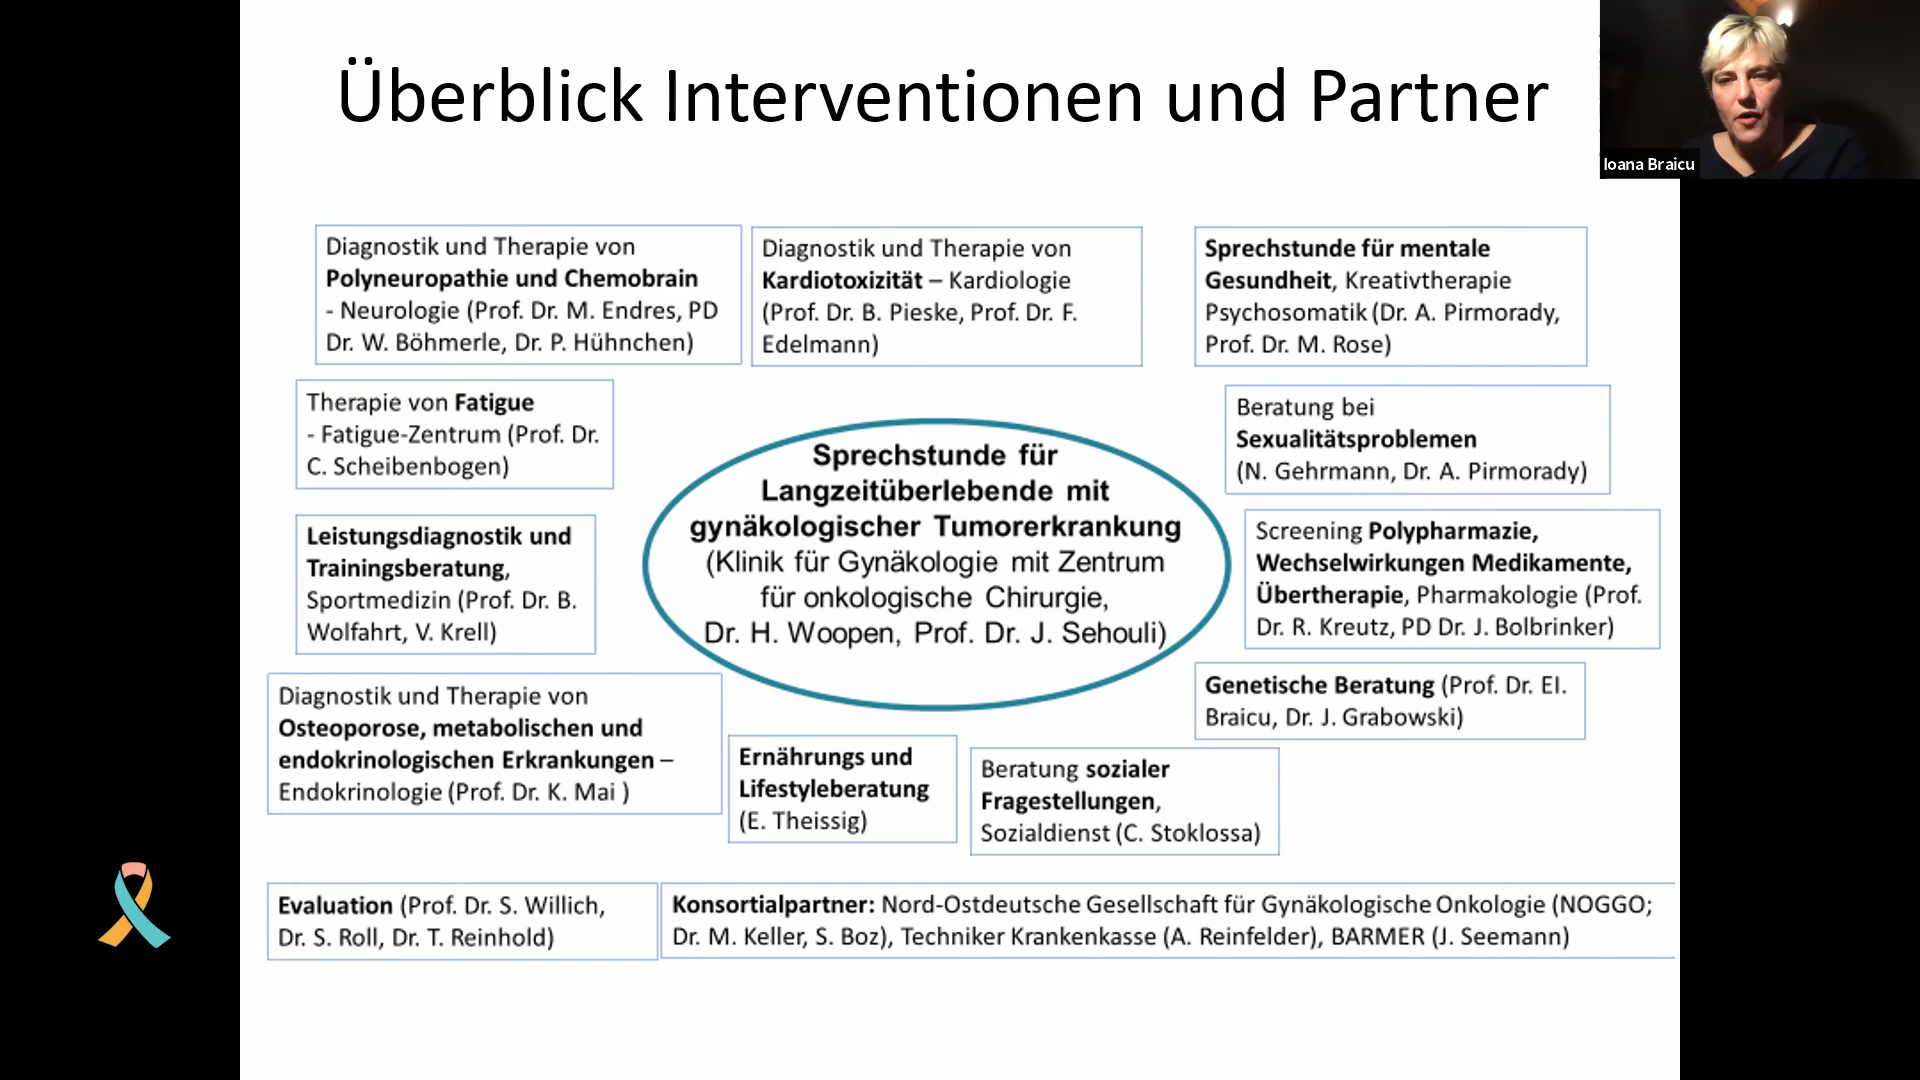 Überblick Interventionen und Partner
Ioana Braicu
Diagnostik und Therapie von
Polyneuropathie und Chemobrain
- Neurologie (Prof. Dr. M. Endres, PD
Dr. W. Böhmerle, Dr. P. Hühnchen)
Diagnostik und Therapie von
Kardiotoxizität – Kardiologie
(Prof. Dr. B. Pieske, Prof. Dr. F.
Edelmann)
Sprechstunde für mentale
Gesundheit, Kreativtherapie
Psychosomatik (Dr. A. Pirmorady,
Prof. Dr. M. Rose)
Therapie von Fatigue
- Fatigue-Zentrum (Prof. Dr.
C. Scheibenbogen)
Beratung bei
Sexualitätsproblemen
(N. Gehrmann, Dr. A. Pirmorady)
Sprechstunde für
Langzeitüberlebende mit
gynäkologischer Tumorerkrankung
(Klinik für Gynäkologie mit Zentrum
für onkologische Chirurgie,
Dr. H. Woopen, Prof. Dr. J. Sehouli)
Leistungsdiagnostik und
Trainingsberatung,
Sportmedizin (Prof. Dr. B.
Wolfahrt, V. Krell)
Screening Polypharmazie,
Wechselwirkungen Medikamente,
Übertherapie, Pharmakologie (Prof.
Dr. R. Kreutz, PD Dr. J. Bolbrinker)
Diagnostik und Therapie von
Osteoporose, metabolischen und
endokrinologischen Erkrankungen –
Endokrinologie (Prof. Dr. K. Mai )
Genetische Beratung (Prof. Dr. EI.
Braicu, Dr. J. Grabowski)
Ernährungs und
Lifestyleberatung
(E. Theissig)
Beratung sozialer
Fragestellungen,
Sozialdienst (C. Stoklossa)
Evaluation (Prof. Dr. S. Willich,
Dr. S. Roll, Dr. T. Reinhold)
Konsortialpartner: Nord-Ostdeutsche Gesellschaft für Gynäkologische Onkologie (NOGGO;
Dr. M. Keller, S. Boz), Techniker Krankenkasse (A. Reinfelder), BARMER (J. Seemann)